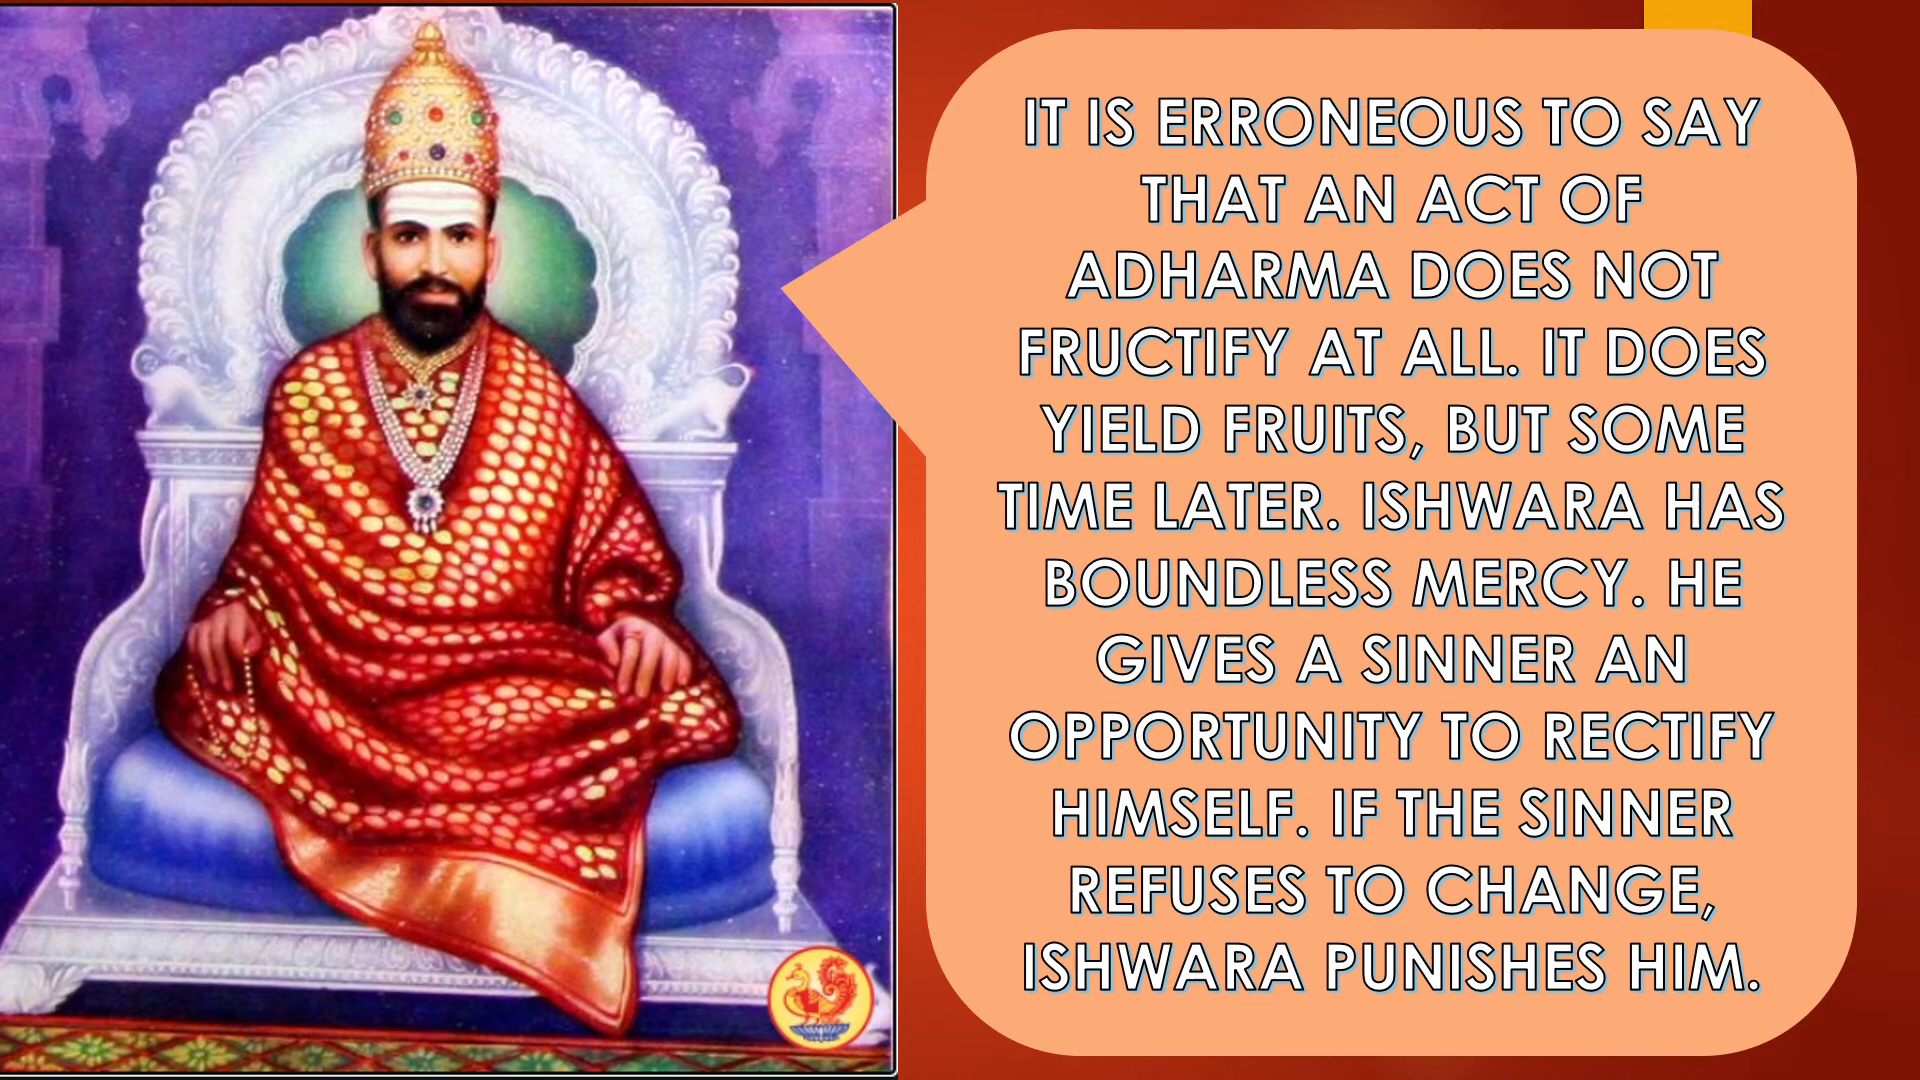 IT IS ERRONEOUS TO SAY
THAT AN ACT OF
ADHARMA DOES NOT
FRUCTIFY AT ALL. IT DOES
YIELD FRUITS, BUT SOME
TIME LATER. ISHWARA HAS
BOUNDLESS MERCY. HE
GIVES A SINNER AN
OPPORTUNITY TO RECTIFY
HIMSELF. IF THE SINNER
REFUSES TO CHANGE,
ISHWARA PUNISHES HIM.